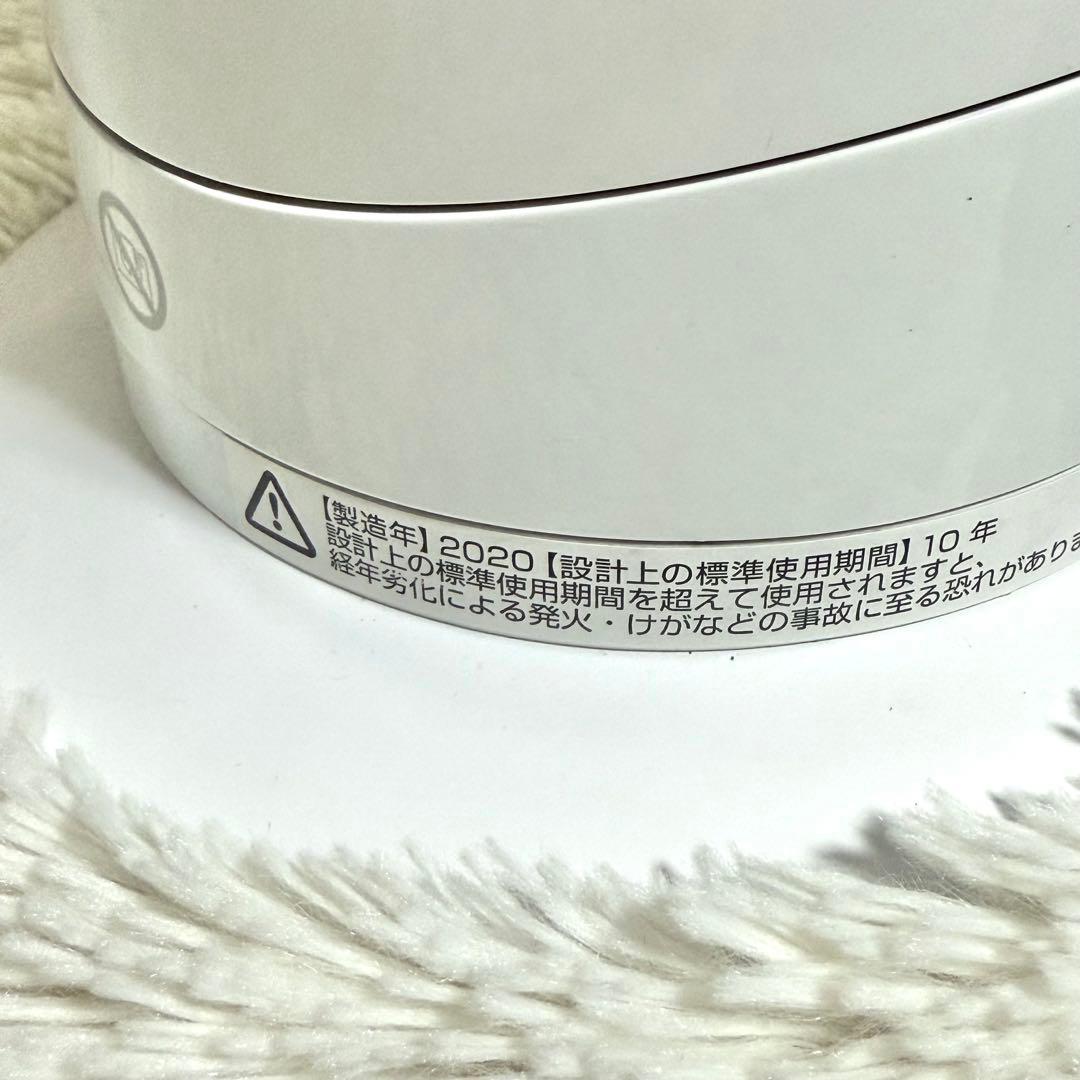 【製造年】2020【設計上の標準使用期間】10年
設計上の標準使用期間を超えて使用されますと、
経年劣化による発火・けがなどの事故に至る恐れがありま